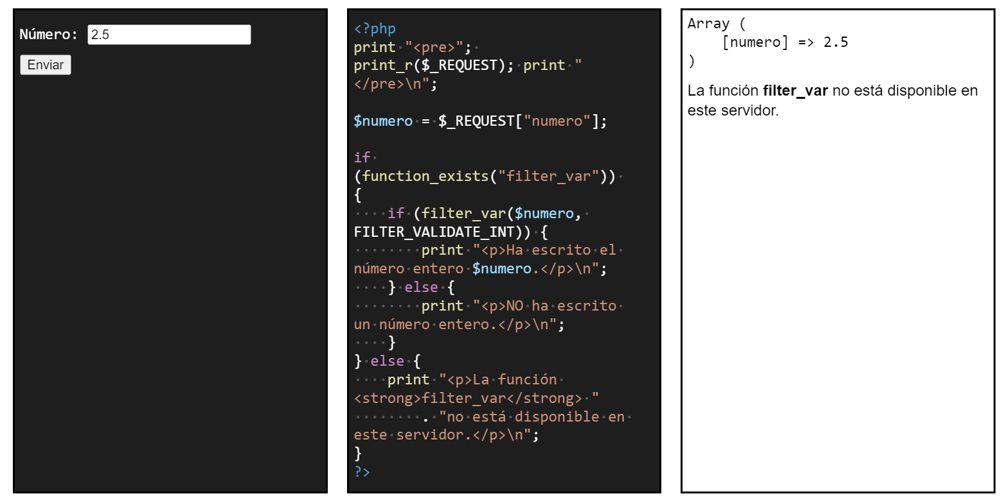 Número: 2.5
Enviar
<?php
print "<pre>";
print_r($_REQUEST); print "
</pre>\n";
$numero = $_REQUEST["numero"];
if
(function_exists("filter_var"))
{
    if (filter_var($numero,
FILTER_VALIDATE_INT)) {
        print "<p>Ha escrito el
número entero $numero.</p>\n";
    } else {
        print "<p>NO ha escrito
un número entero.</p>\n";
    }
} else {
    print "<p>La función
<strong>filter_var</strong> "
        . "no está disponible en
este servidor.</p>\n";
}
?>
Array (
    [numero] => 2.5
)
La función filter_var no está disponible en
este servidor.